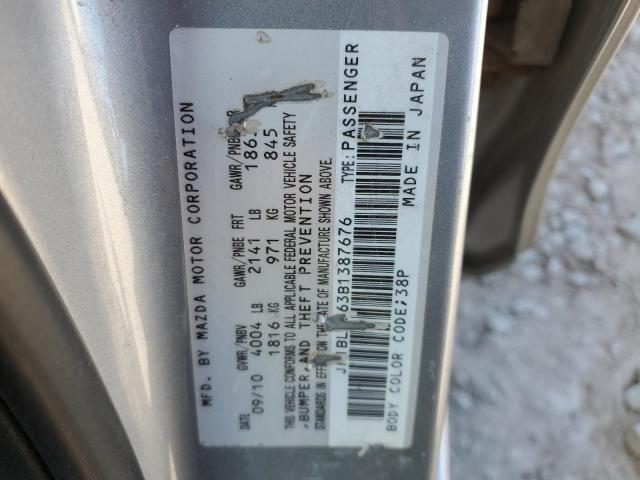 MFD. BY MAZDA MOTOR CORPORATION
DATE GVWR/PNBV GAWR/PNBE FRT GAWR/PNBE
09/10 4004 LB 2141 LB 186
1816 KG 971 KG 845
THIS VEHICLE CONFORMS TO ALL APPLICABLE FEDERAL MOTOR VEHICLE SAFETY
,BUMPER, AND THEFT PREVENTION
STANDARDS IN EFFECT ON THE DATE OF MANUFACTURE SHOWN ABOVE.
63B1387676 TYPE: PASSENGER
BODY COLOR CODE;38P MADE IN JAPAN